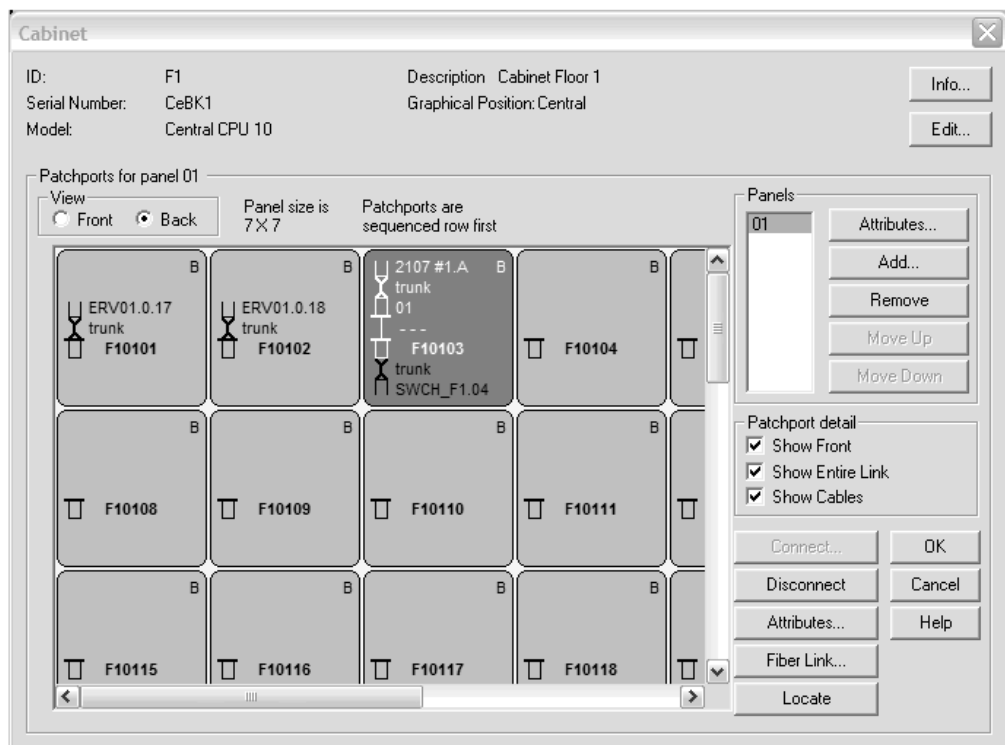 Cabinet
ID: F1 Description Cabinet Floor 1
Serial Number: CeBK1 Graphical Position: Central
Model: Central CPU 10
Info...
Edit...
Patchports for panel 01
View
Front Back
Panel size is
7 X 7
Patchports are
sequenced row first
B
ERV01.0.17
trunk
F10101
B
ERV01.0.18
trunk
F10102
2107 #1.A B
trunk
01
---
F10103
trunk
SWCH_F1.04
B
F10104
B
F10108
B
F10109
B
F10110
B
F10111
B
F10115
B
F10116
B
F10117
B
F10118
Panels
01
Attributes...
Add...
Remove
Move Up
Move Down
Patchport detail
Show Front
Show Entire Link
Show Cables
Connect... OK
Disconnect Cancel
Attributes... Help
Fiber Link...
Locate